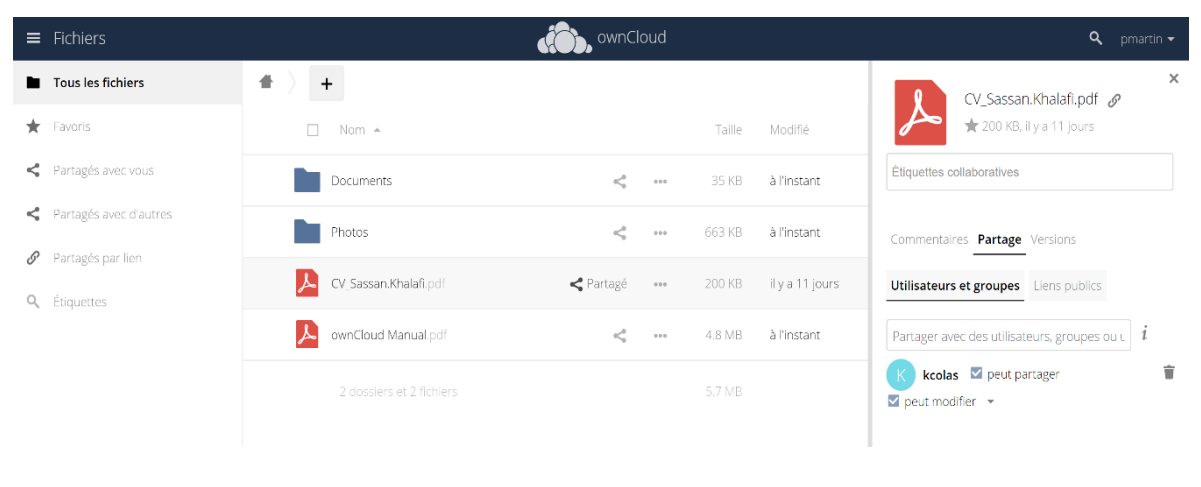 Fichiers
ownCloud
pmartin
Tous les fichiers
Favoris
Partagés avec vous
Partagés avec d'autres
Partagés par lien
Étiquettes
Nom Taille Modifié
Documents 35 KB à l'instant
Photos 663 KB à l'instant
CV_Sassan.Khalafi.pdf Partagé 200 KB il y a 11 jours
ownCloud Manual.pdf 4.8 MB à l'instant
2 dossiers et 2 fichiers 5.7 MB
CV_Sassan.Khalafi.pdf
200 KB, il y a 11 jours
Étiquettes collaboratives
Commentaires Partage Versions
Utilisateurs et groupes Liens publics
Partager avec des utilisateurs, groupes ou u
i
K kcolas peut partager
peut modifier